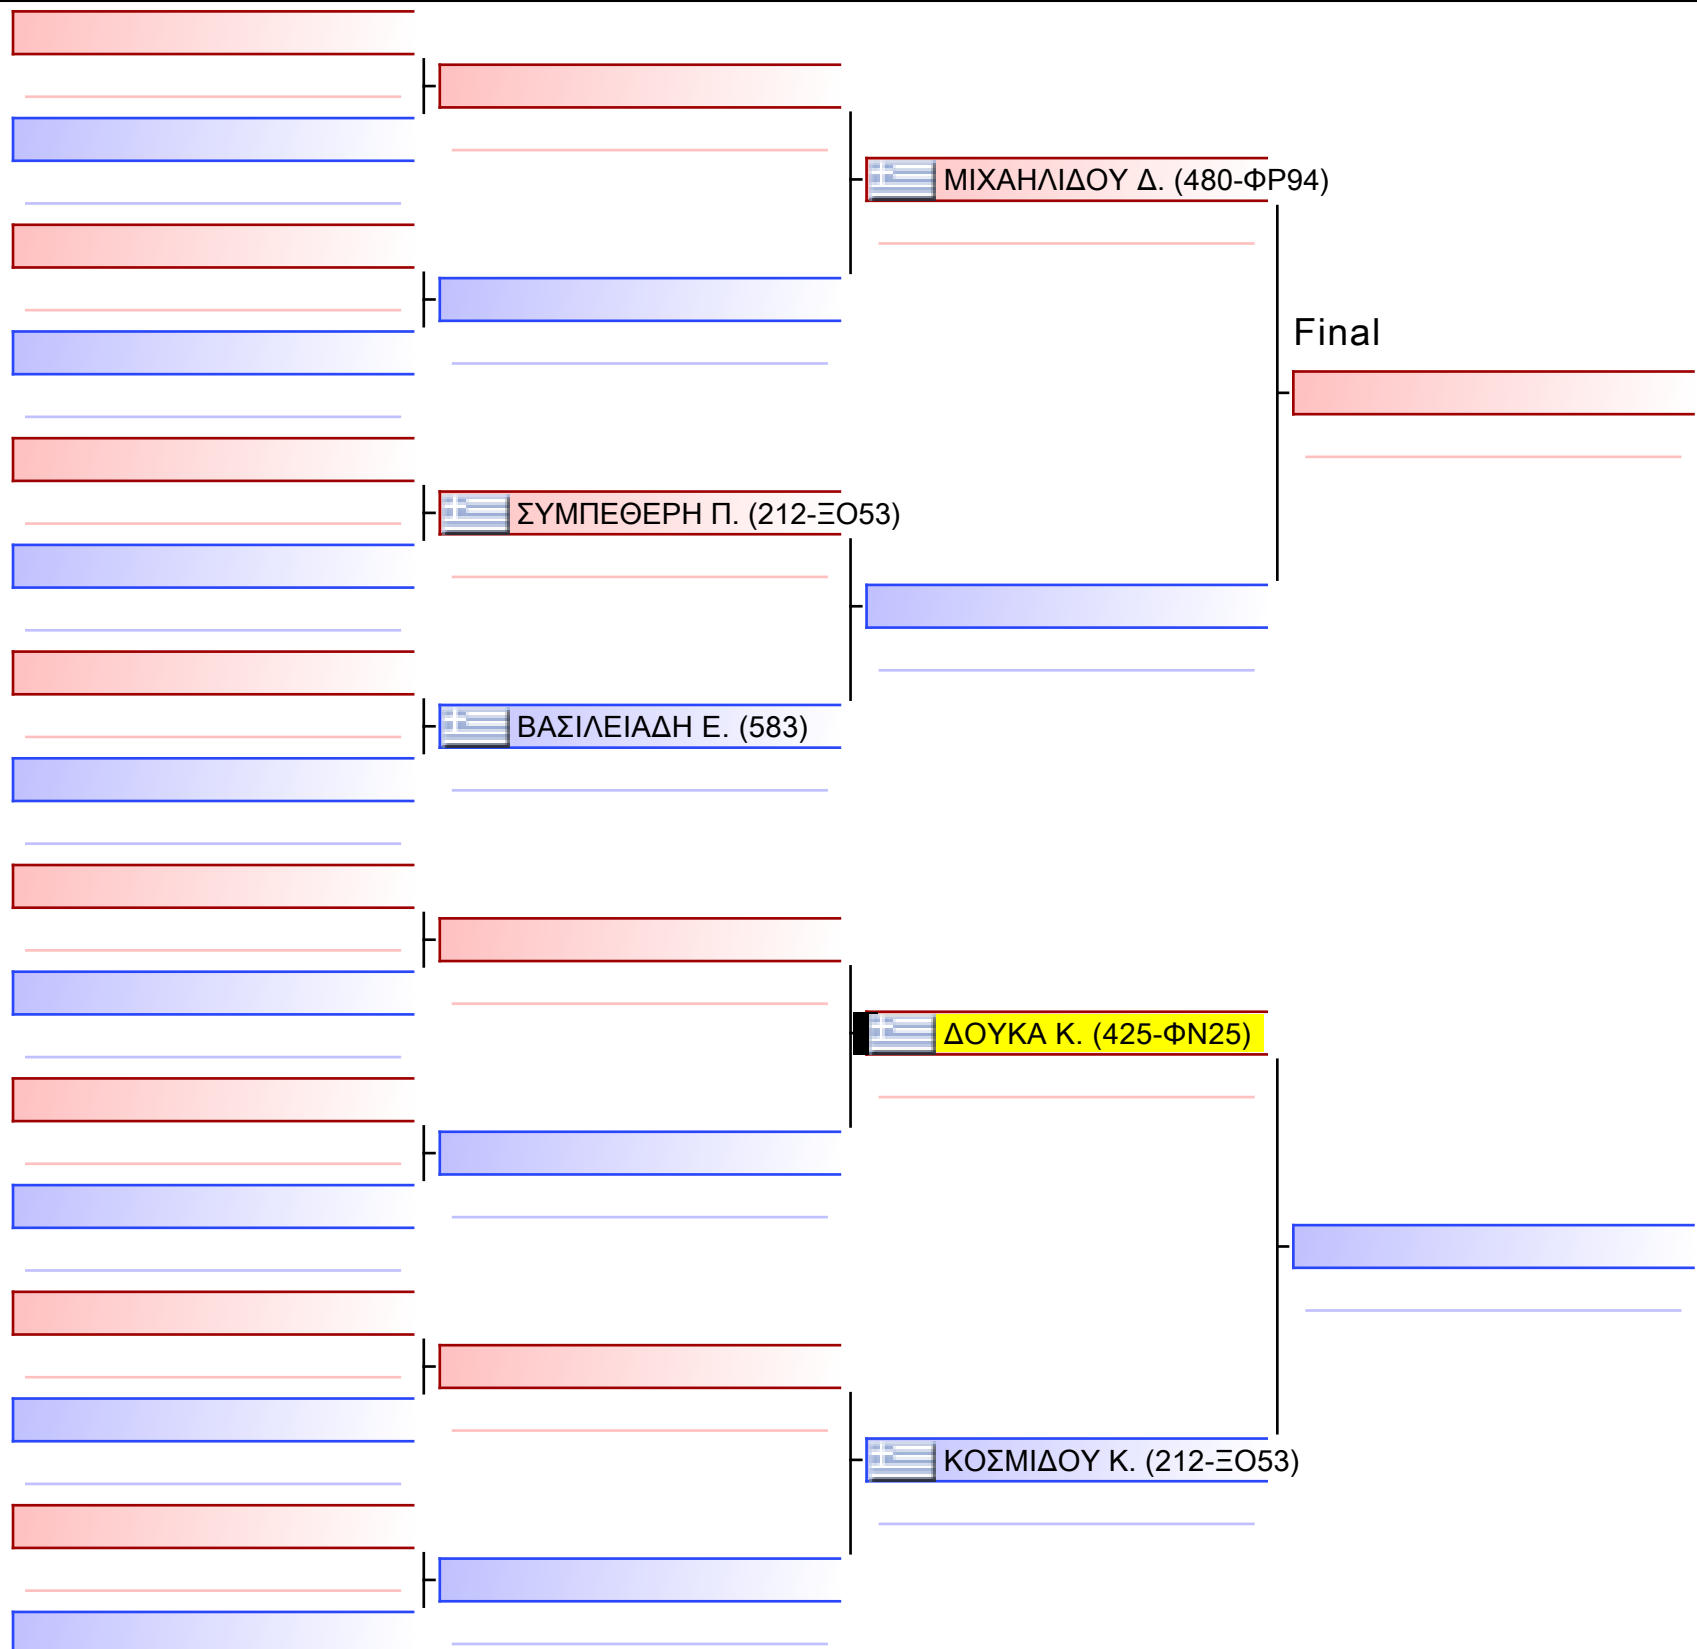 ΜΙΧΑΗΛΙΔΟΥ Δ. (480-ΦΡ94)
Final
ΣΥΜΠΕΘΕΡΗ Π. (212-ΞΟ53)
ΒΑΣΙΛΕΙΑΔΗ Ε. (583)
ΔΟΥΚΑ Κ. (425-ΦΝ25)
ΚΟΣΜΙΔΟΥ Κ. (212-ΞΟ53)